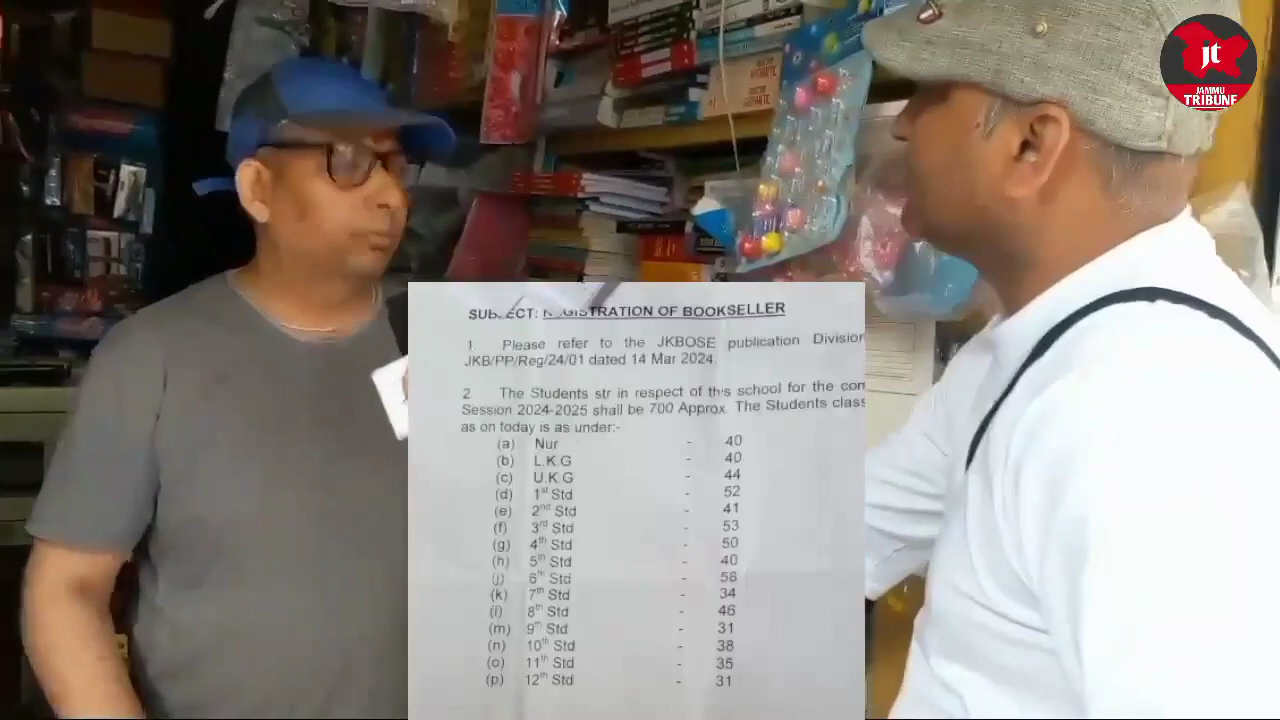 jt
JAMMU
TRIBUNE
SUBJECT: REGISTRATION OF BOOKSELLER
1. Please refer to the JKBOSE publication Division
JKB/PP/Reg/24/01 dated 14 Mar 2024.
2 The Students str in respect of this school for the con
Session 2024-2025 shall be 700 Approx. The Students class
as on today is as under:-
(a) Nur - 40
(b) L.K.G - 40
(c) U.K.G - 44
(d) 1st Std - 52
(e) 2nd Std - 41
(f) 3rd Std - 53
(g) 4th Std - 50
(h) 5th Std - 40
(j) 6th Std - 58
(k) 7th Std - 34
(l) 8th Std - 46
(m) 9th Std - 31
(n) 10th Std - 38
(o) 11th Std - 35
(p) 12th Std - 31